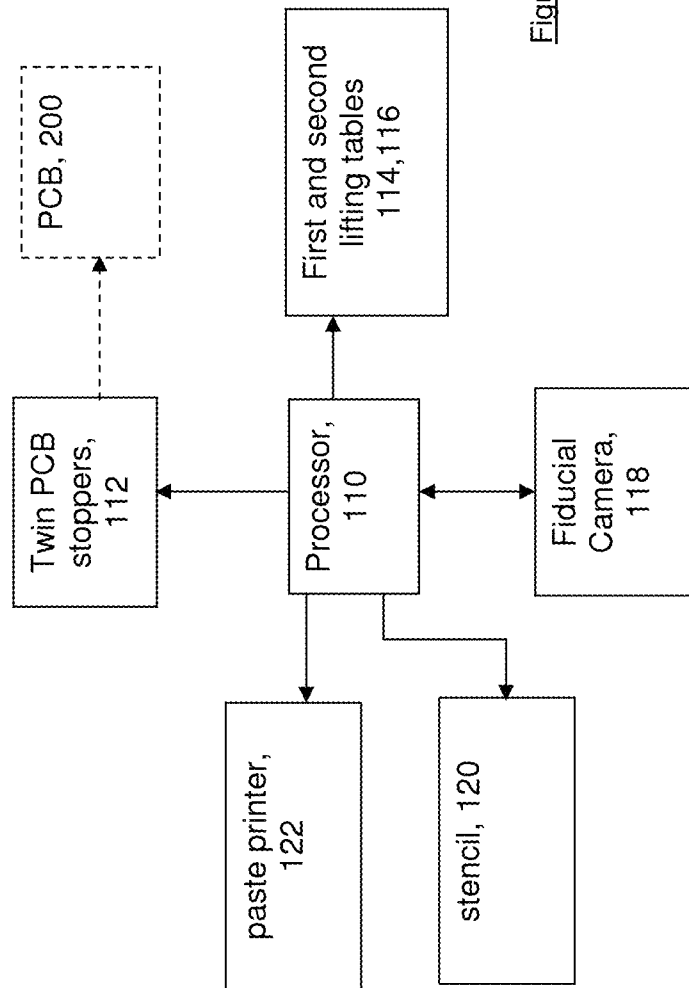 paste printer,
122
stencil, 120
Twin PCB
stoppers,
112
Processor,
110
Fiducial
Camera,
118
PCB, 200
First and second
lifting tables
114,116